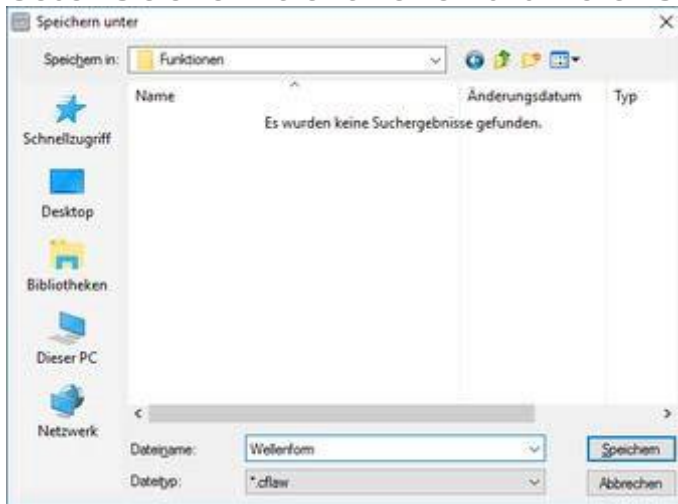 Speichern unter
Speichern in:
Funktionen
Name
Änderungsdatum
Typ
Es wurden keine Suchergebnisse gefunden.
Schnellzugriff
Desktop
Bibliotheken
Dieser PC
Netzwerk
Dateiname:
Wellenform
Speichern
Dateityp:
*.cflaw
Abbrechen